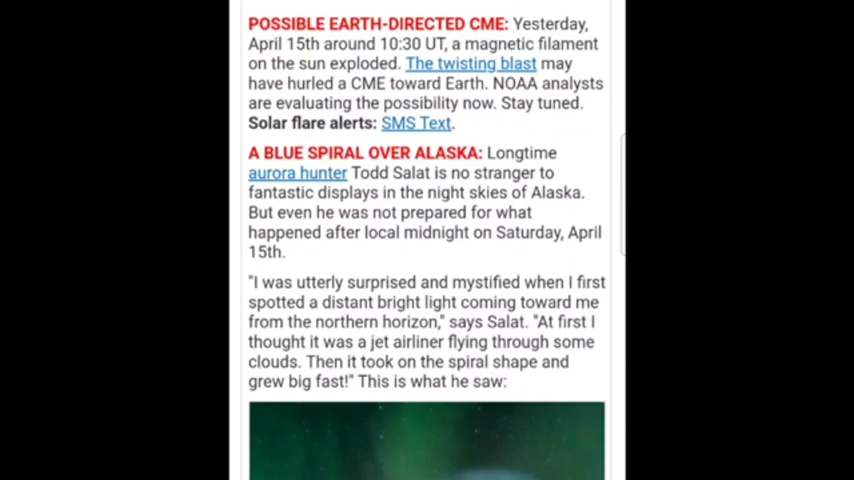 POSSIBLE EARTH-DIRECTED CME: Yesterday,
April 15th around 10:30 UT, a magnetic filament
on the sun exploded. The twisting blast may
have hurled a CME toward Earth. NOAA analysts
are evaluating the possibility now. Stay tuned.
Solar flare alerts: SMS Text.
A BLUE SPIRAL OVER ALASKA: Longtime
aurora hunter Todd Salat is no stranger to
fantastic displays in the night skies of Alaska.
But even he was not prepared for what
happened after local midnight on Saturday, April
15th.
"I was utterly surprised and mystified when I first
spotted a distant bright light coming toward me
from the northern horizon," says Salat. "At first I
thought it was a jet airliner flying through some
clouds. Then it took on the spiral shape and
grew big fast!" This is what he saw: